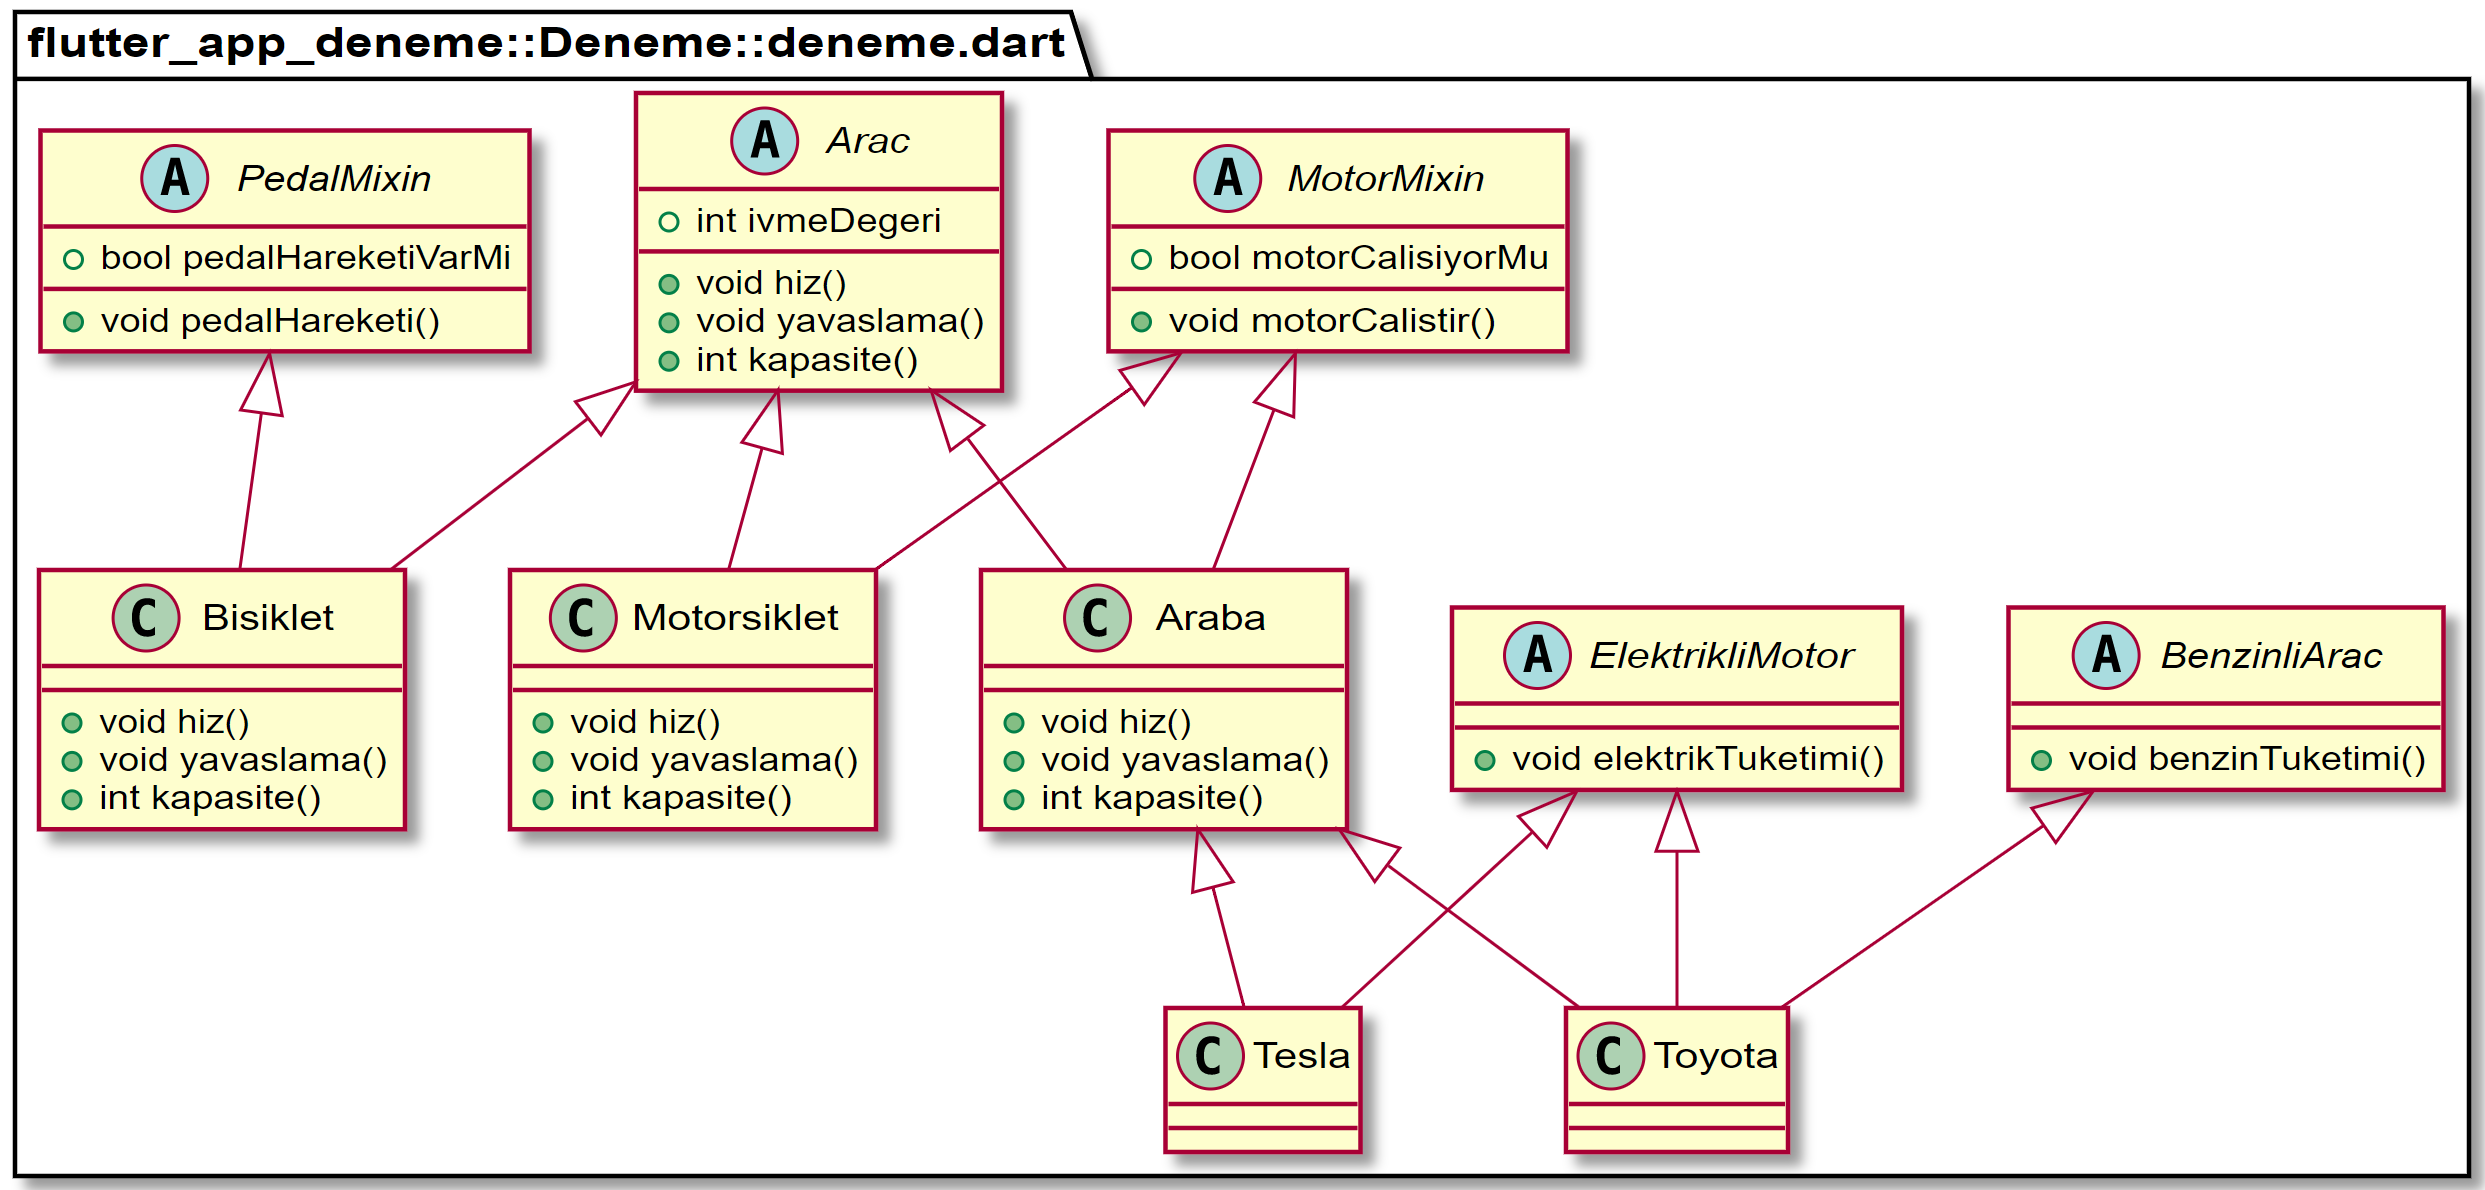 flutter_app_deneme::Deneme::deneme.dart
A PedalMixin
bool pedalHareketiVarMi
void pedalHareketi()
A Arac
int ivmeDegeri
void hiz()
void yavaslama()
int kapasite()
A MotorMixin
bool motorCalisiyorMu
void motorCalistir()
C Bisiklet
void hiz()
void yavaslama()
int kapasite()
C Motorsiklet
void hiz()
void yavaslama()
int kapasite()
C Araba
void hiz()
void yavaslama()
int kapasite()
A ElektrikliMotor
void elektrikTuketimi()
A BenzinliArac
void benzinTuketimi()
C Tesla
C Toyota